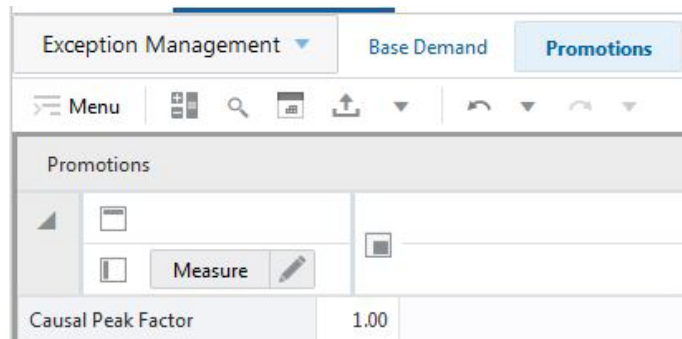 Exception Management Base Demand Promotions
Menu
Promotions
Measure
Causal Peak Factor 1.00